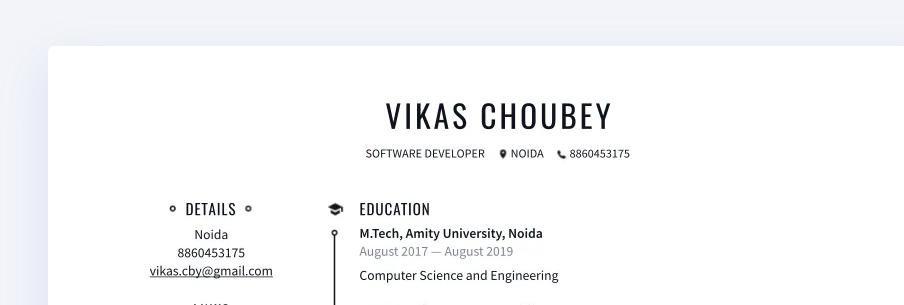 VIKAS CHOUBEY
SOFTWARE DEVELOPER NOIDA 8860453175
DETAILS
Noida
8860453175
vikas.cby@gmail.com
EDUCATION
M.Tech, Amity University, Noida
August 2017 — August 2019
Computer Science and Engineering